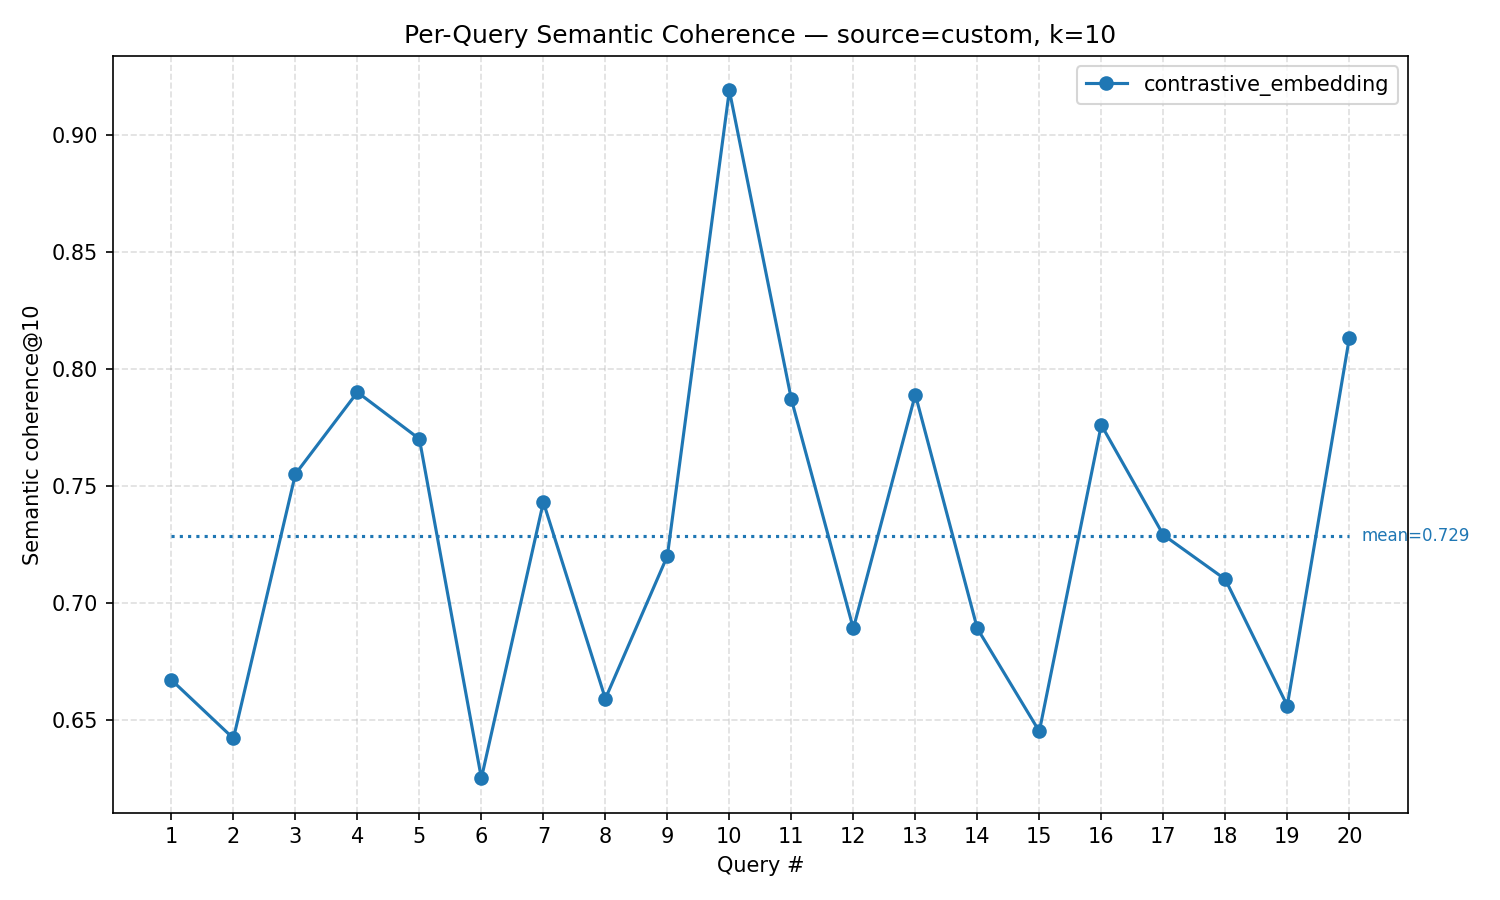 Per-Query Semantic Coherence — source=custom, k=10
contrastive_embedding
Semantic coherence@10
0.90
0.85
0.80
0.75
0.70
0.65
mean=0.729
1 2 3 4 5 6 7 8 9 10 11 12 13 14 15 16 17 18 19 20
Query #